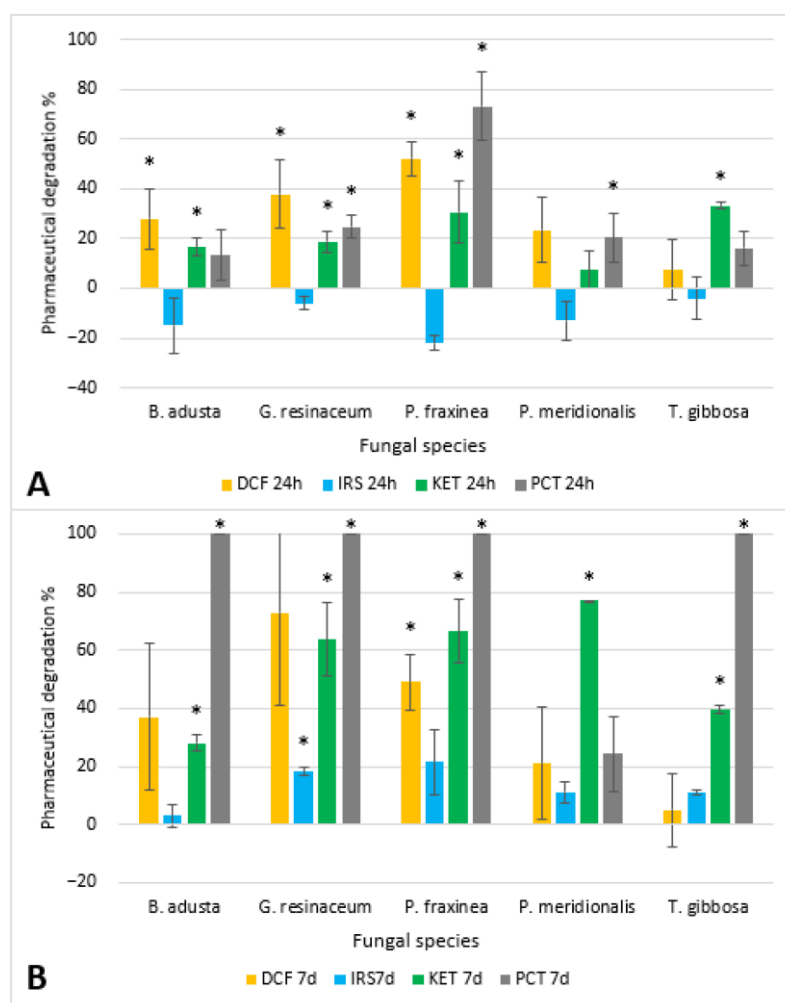 100
80
60
40
20
0
−20
−40
Pharmaceutical degradation %
* * * * * * * * * *
B. adusta G. resinaceum P. fraxinea P. meridionalis T. gibbosa
Fungal species
A
DCF 24h IRS 24h KET 24h PCT 24h
100
80
60
40
20
0
−20
Pharmaceutical degradation %
* * * * * * * * * * *
B. adusta G. resinaceum P. fraxinea P. meridionalis T. gibbosa
Fungal species
B
DCF 7d IRS7d KET 7d PCT 7d